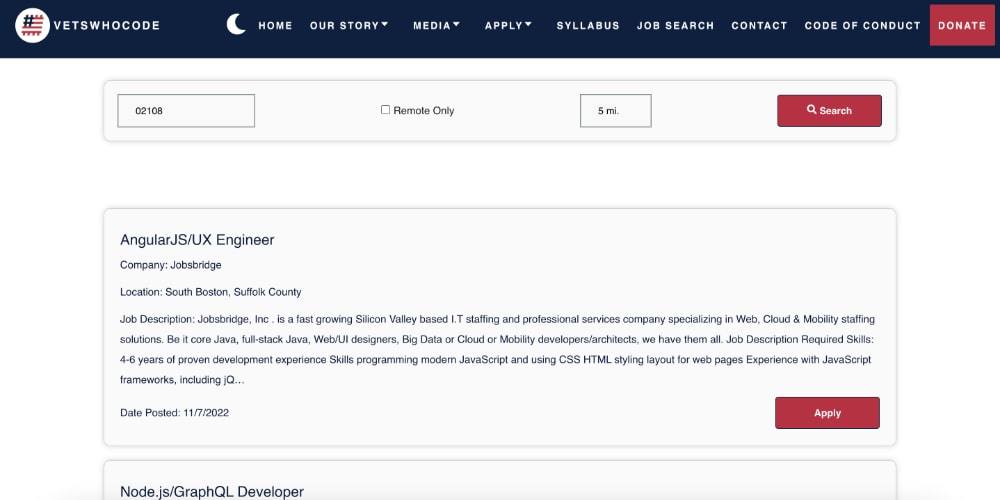 VETSWHOCODE HOME OUR STORY MEDIA APPLY SYLLABUS JOB SEARCH CONTACT CODE OF CONDUCT DONATE
02108 Remote Only 5 mi. Search
AngularJS/UX Engineer
Company: Jobsbridge
Location: South Boston, Suffolk County
Job Description: Jobsbridge, Inc . is a fast growing Silicon Valley based I.T staffing and professional services company specializing in Web, Cloud & Mobility staffing
solutions. Be it core Java, full-stack Java, Web/UI designers, Big Data or Cloud or Mobility developers/architects, we have them all. Job Description Required Skills:
4-6 years of proven development experience Skills programming modern JavaScript and using CSS HTML styling layout for web pages Experience with JavaScript
frameworks, including jQ…
Date Posted: 11/7/2022 Apply
Node.js/GraphQL Developer